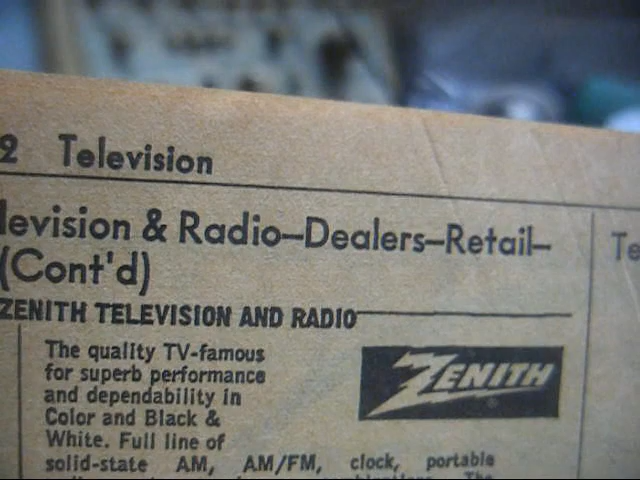 2 Television
levision & Radio—Dealers—Retail—
(Cont'd)
Te
ZENITH TELEVISION AND RADIO
The quality TV-famous
for superb performance
and dependability in
Color and Black &
White. Full line of
solid-state AM, AM/FM, clock, portable
The
ZENITH